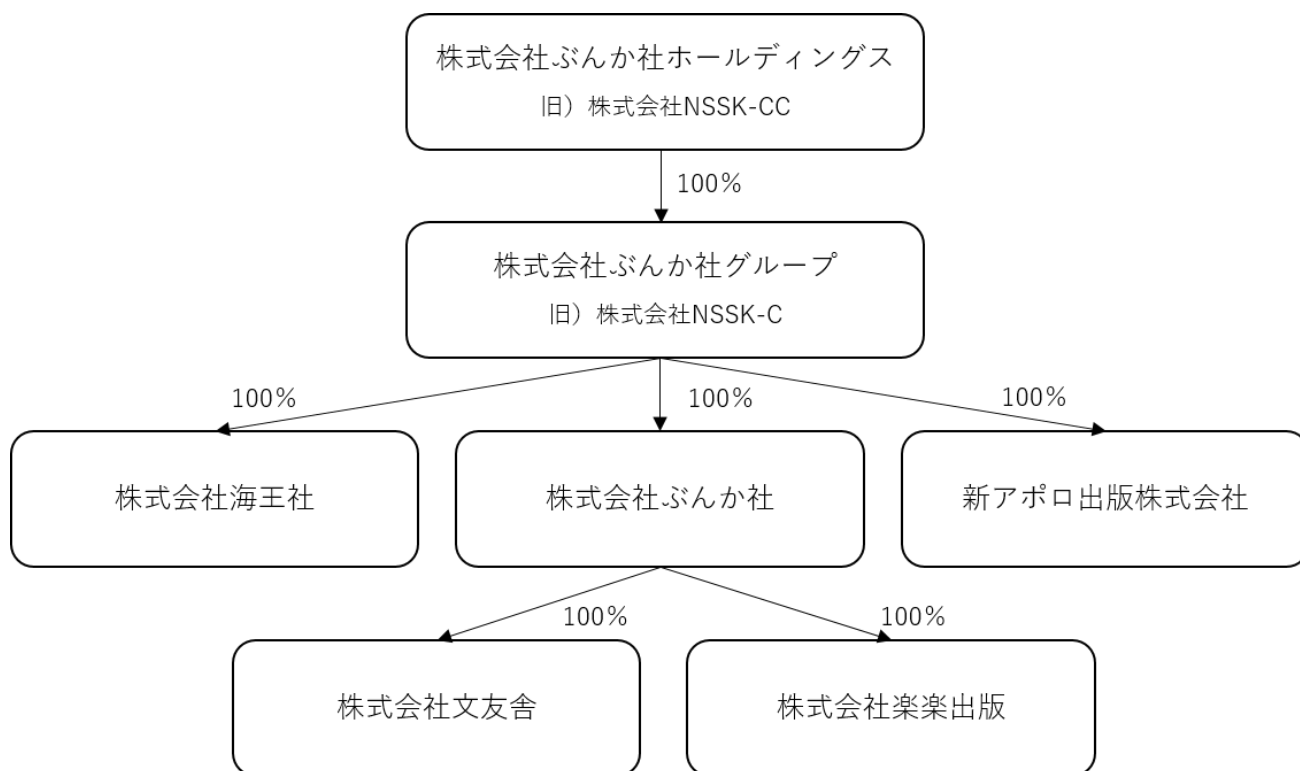 株式会社ぶんか社ホールディングス
旧）株式会社NSSK-CC
100%
株式会社ぶんか社グループ
旧）株式会社NSSK-C
100%
100%
100%
株式会社海王社
株式会社ぶんか社
新アポロ出版株式会社
100%
100%
株式会社文友舎
株式会社楽楽出版